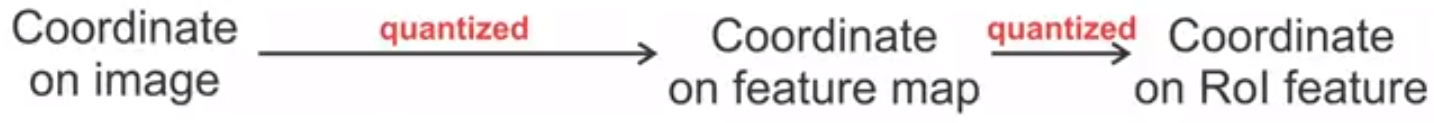 Coordinate
on image
quantized
Coordinate
on feature map
quantized
Coordinate
on RoI feature